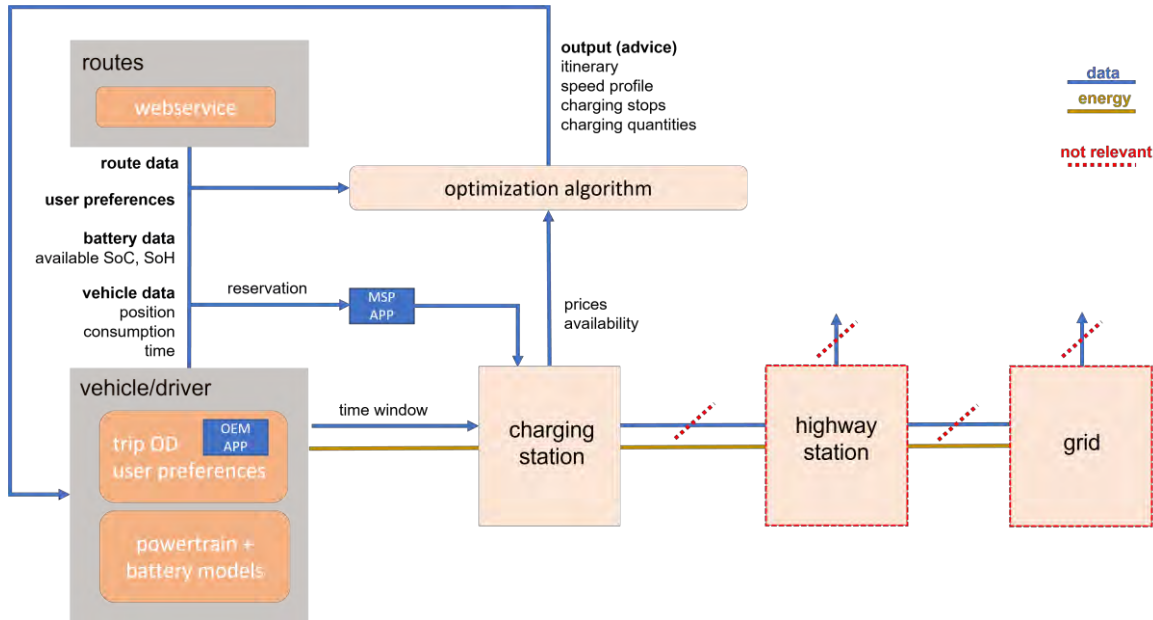 routes
webservice
output (advice)
itinerary
speed profile
charging stops
charging quantities
data
energy
not relevant
route data
user preferences
optimization algorithm
battery data
available SoC, SoH
vehicle data
position
consumption
time
reservation
MSP
APP
prices
availability
vehicle/driver
trip OD
OEM
APP
user preferences
powertrain +
battery models
time window
charging
station
highway
station
grid